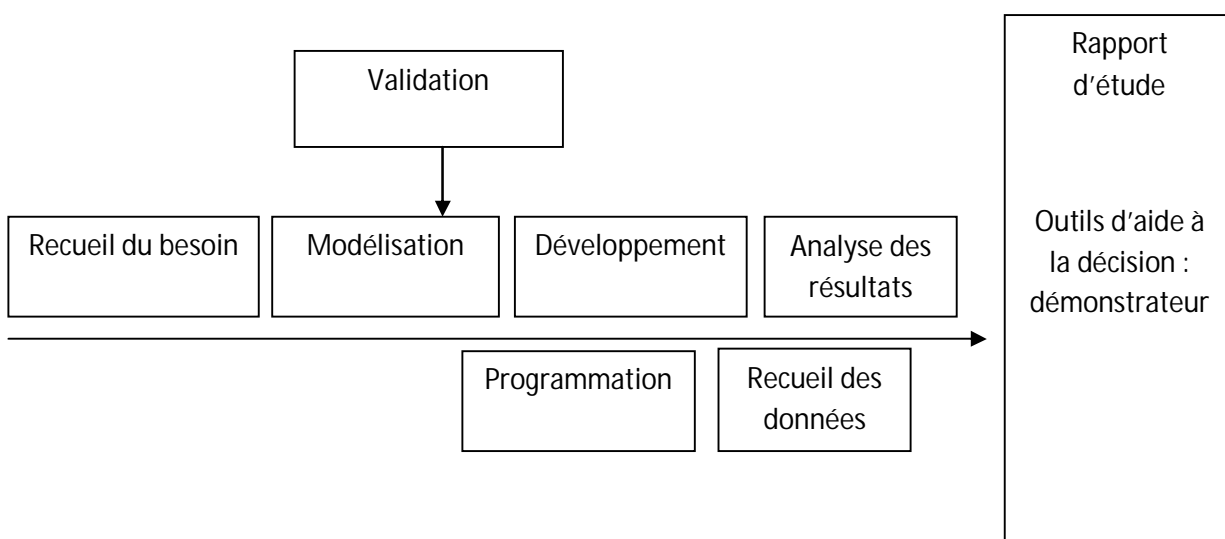 Validation
Recueil du besoin
Modélisation
Développement
Analyse des
résultats
Programmation
Recueil des
données
Rapport
d'étude
Outils d'aide à
la décision :
démonstrateur